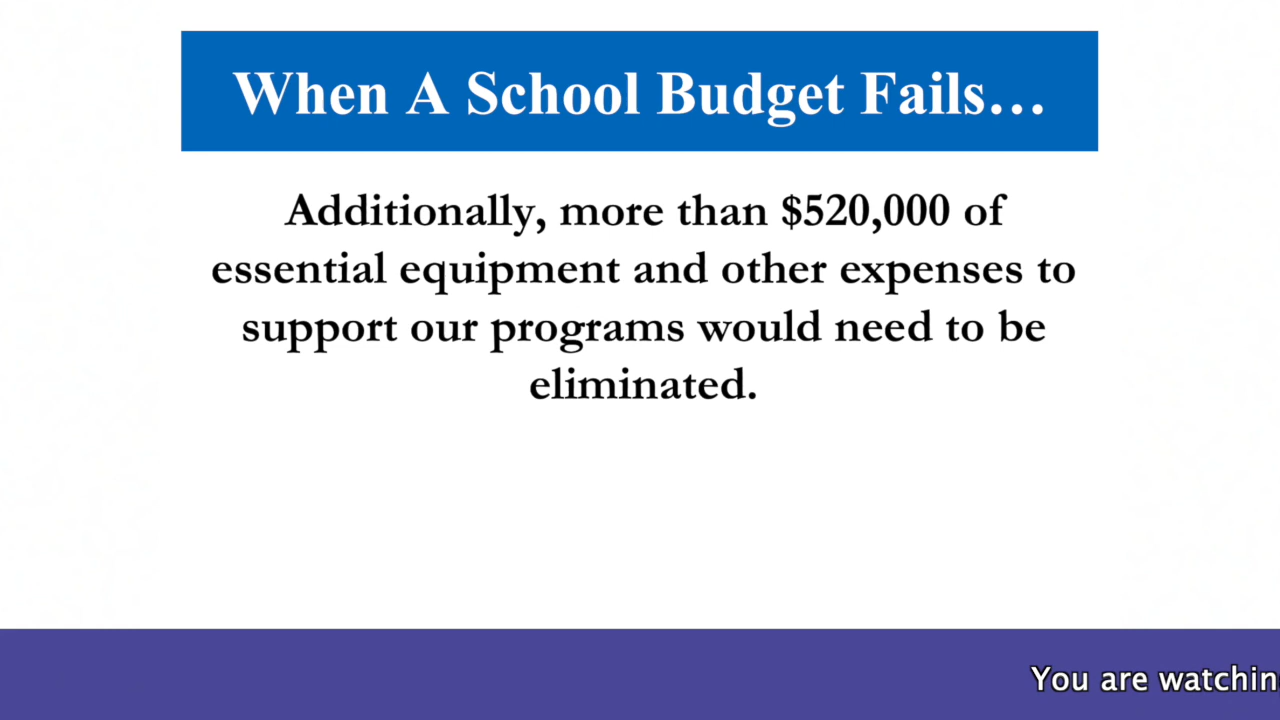 When A School Budget Fails…
Additionally, more than $520,000 of
essential equipment and other expenses to
support our programs would need to be
eliminated.
You are watchin